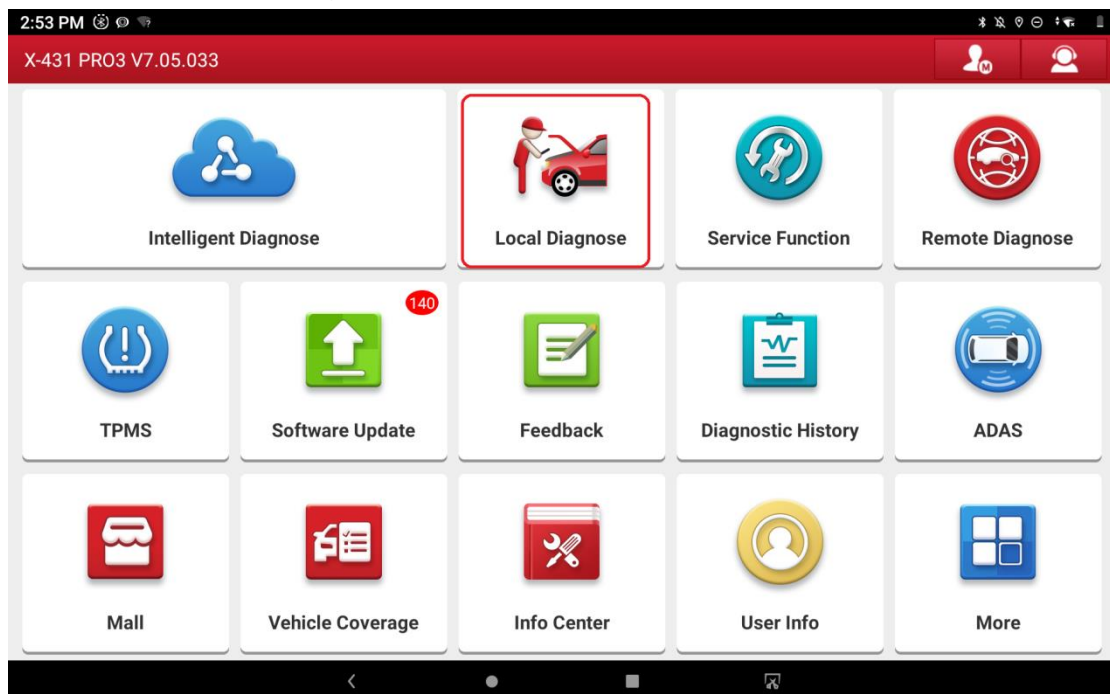 2:53 PM
X-431 PRO3 V7.05.033
M
Intelligent Diagnose
Local Diagnose
Service Function
Remote Diagnose
140
TPMS
Software Update
Feedback
Diagnostic History
ADAS
Mall
Vehicle Coverage
Info Center
User Info
More